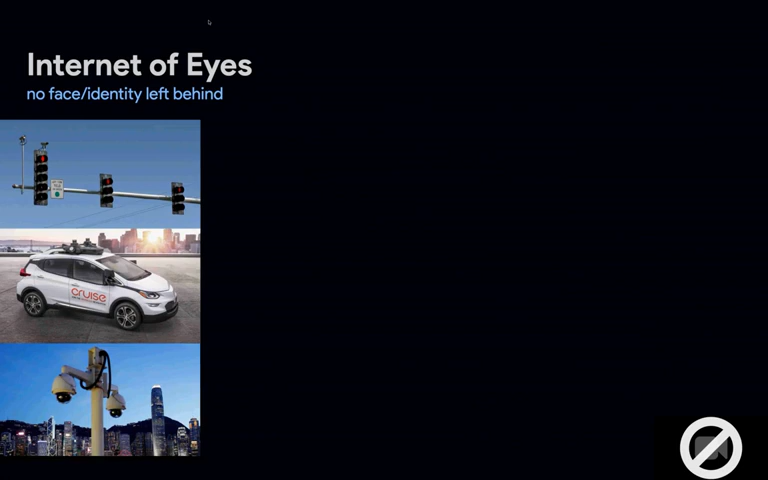 Internet of Eyes
no face/identity left behind
cruise